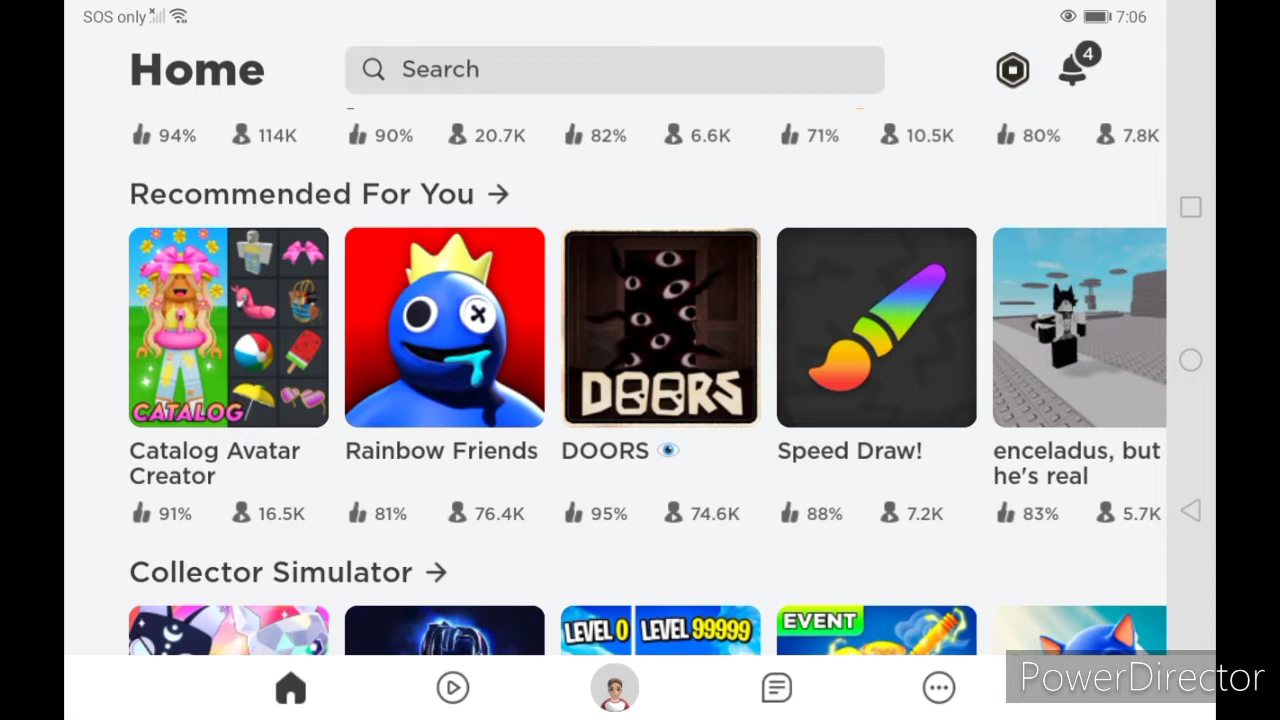 SOS only
7:06
Home
Search
4
94% 114K 90% 20.7K 82% 6.6K 71% 10.5K 80% 7.8K
Recommended For You →
CATALOG
DOORS
Catalog Avatar Creator
Rainbow Friends
DOORS
Speed Draw!
enceladus, but he's real
91% 16.5K 81% 76.4K 95% 74.6K 88% 7.2K 83% 5.7K
Collector Simulator →
LEVEL 0 LEVEL 99999
EVENT
PowerDirector